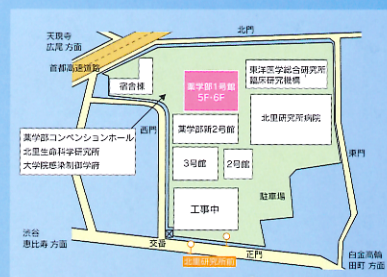 天現寺
広尾 方面
首都高速道路
北門
宿舎棟
薬学部1号館
5F-6F
東洋医学総合研究所
臨床研究機構
北里研究所病院
薬学部コンベンションホール
北里生命科学研究所
大学院感染制御学府
西門
薬学部新2号館
3号館
2号館
東門
工事中
駐車場
渋谷
恵比寿 方面
交番
正門
北里研究所前
白金高輪
田町 方面